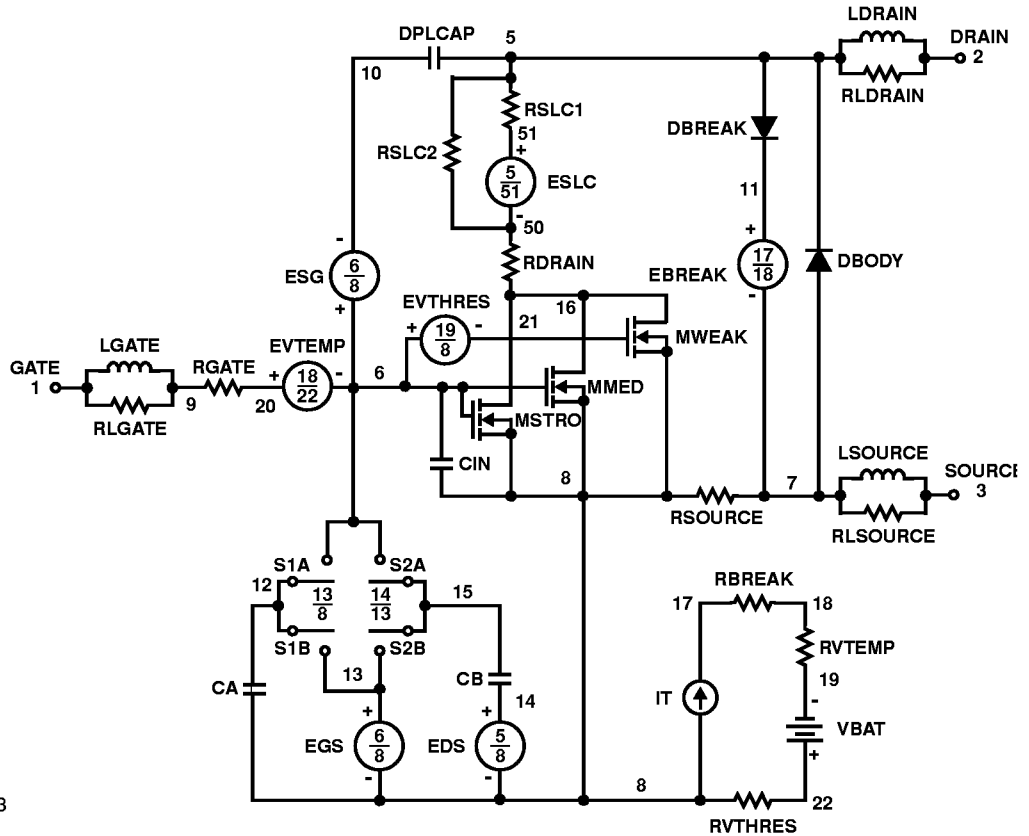 LDRAIN
DPLCAP 5 DRAIN
10 2
RSLC1 RLDRAIN
51 DBREAK
+
RSLC2
5
51
ESLC
11
- 50
- +
RDRAIN
17
18
DBODY
6
8
ESG EBREAK
EVTHRES 16 -
+ 21
+ 19
8
- MWEAK
LGATE EVTEMP
GATE RGATE + 18
22
- 6
1 9 20 MMED
RLGATE MSTRO
CIN 8 LSOURCE
7 SOURCE
3
RSOURCE RLSOURCE
S1A S2A
12 13
8
14
13
15 RBREAK
17 18
S1B S2B RVTEMP
13 CB 19
CA 14 IT -
+ + VBAT
EGS 6
8
EDS 5
8
+
- - 8 22
RVTHRES
3